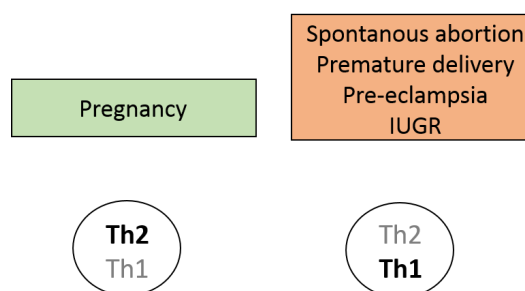 Pregnancy
Spontanous abortion
Premature delivery
Pre-eclampsia
IUGR
Th2
Th1
Th2
Th1